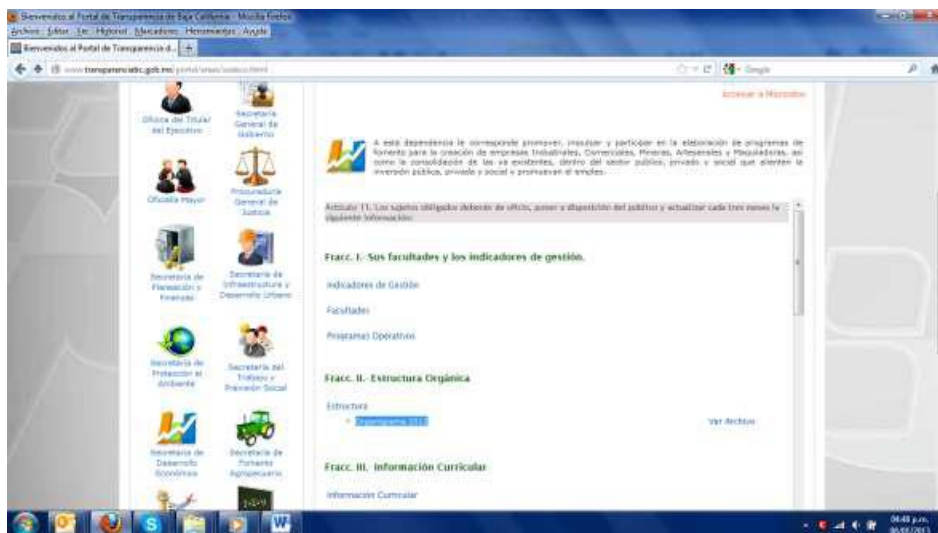 Bienvenidos al Portal de Transparencia de Baja California - Mozilla Firefox
Archivo Editar Ver Historial Marcadores Herramientas Ayuda
Bienvenidos al Portal de Transparencia d...
www.transparenciabc.gob.mx/portal/
Google
Oficina del Titular
del Ejecutivo
Secretaría
General de
Gobierno
Oficialía Mayor
Procuraduría
General de
Justicia
Secretaría de
Planeación y
Finanzas
Secretaría de
Infraestructura y
Desarrollo Urbano
Secretaría de
Protección al
Ambiente
Secretaría del
Trabajo y
Previsión Social
Secretaría de
Desarrollo
Económico
Secretaría de
Fomento
Agropecuario
1+1=9
A esta dependencia le corresponde promover, impulsar y participar en la elaboración de programas de
fomento para la creación de empresas Industriales, Comerciales, Mineras, Artesanales y Maquiladoras, así
como la consolidación de las ya existentes, dentro del sector público, privado y social que alienten la
inversión pública, privada y social y promuevan el empleo.
Artículo 11. Los sujetos obligados deberán de oficio, poner a disposición del público y actualizar cada tres meses la
siguiente información:
Fracc. I.- Sus facultades y los indicadores de gestión.
Indicadores de Gestión
Facultades
Programas Operativos
Fracc. II.- Estructura Orgánica
Estructura
Organigrama 2013
Ver Archivo
Fracc. III. Información Curricular
Información Curricular
04:48 p.m.